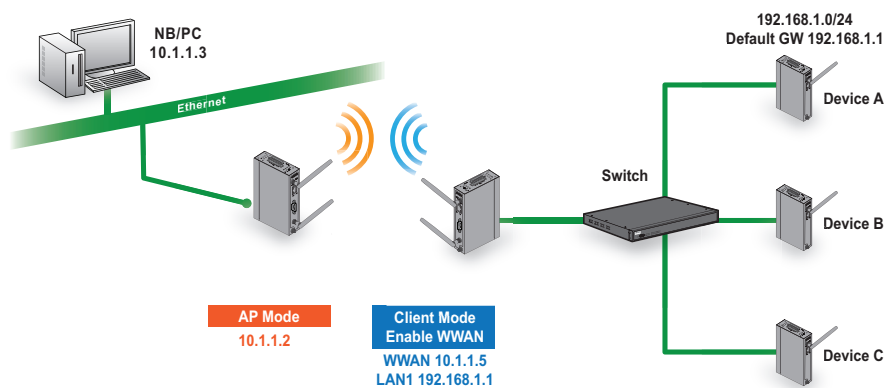 NB/PC
10.1.1.3
Ethernet
192.168.1.0/24
Default GW 192.168.1.1
Device A
Switch
Device B
Device C
AP Mode
10.1.1.2
Client Mode
Enable WWAN
WWAN 10.1.1.5
LAN1 192.168.1.1